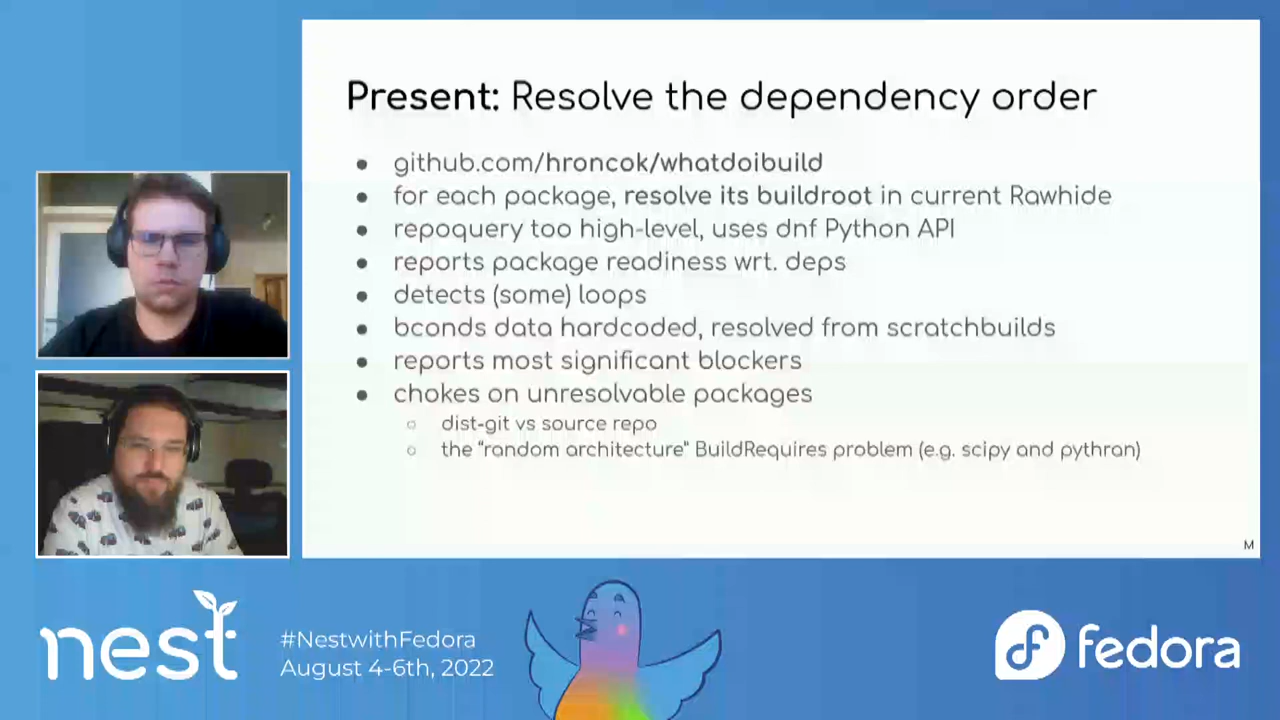 Present: Resolve the dependency order
● github.com/hroncok/whatdoibuild
● for each package, resolve its buildroot in current Rawhide
● repoquery too high-level, uses dnf Python API
● reports package readiness wrt. deps
● detects (some) loops
● bconds data hardcoded, resolved from scratchbuilds
● reports most significant blockers
● chokes on unresolvable packages
○ dist-git vs source repo
○ the “random architecture” BuildRequires problem (e.g. scipy and pythran)
M
nest
#NestwithFedora
August 4-6th, 2022
fedora